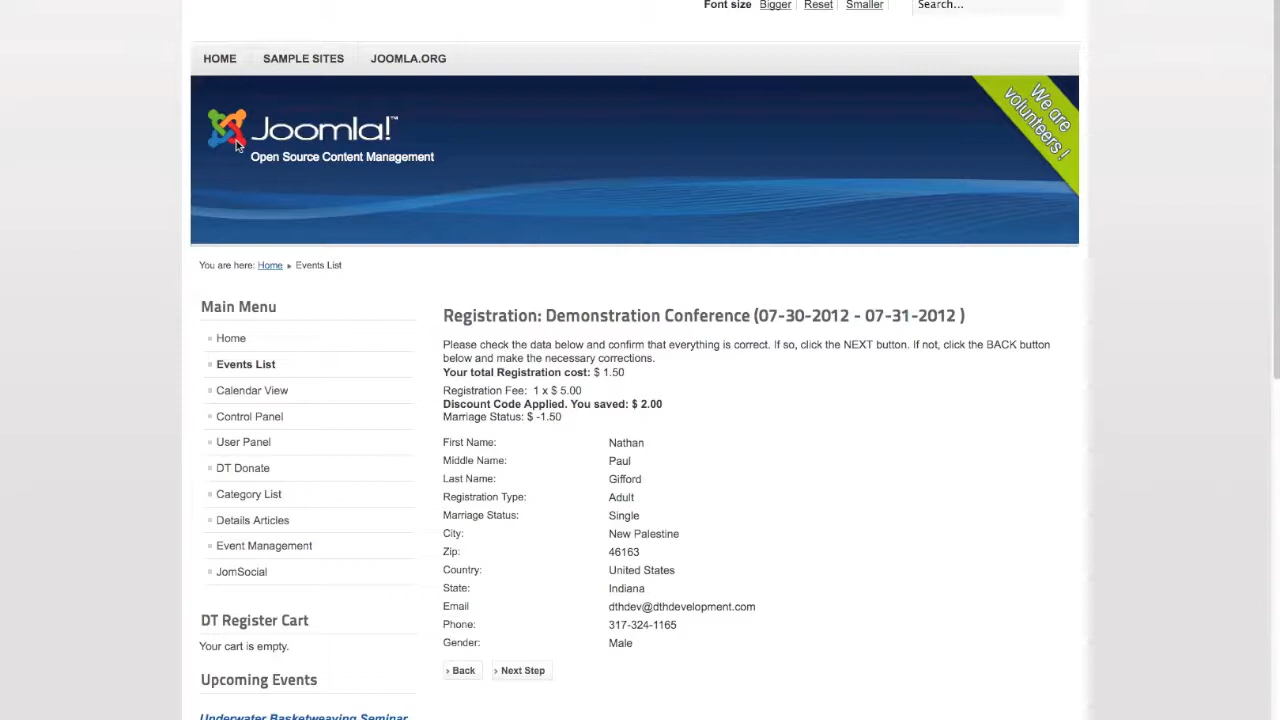 Font size Bigger Reset Smaller Search...
HOME SAMPLE SITES JOOMLA.ORG
Joomla!™
Open Source Content Management
We are
volunteers!
You are here: Home Events List
Main Menu
Home
Events List
Calendar View
Control Panel
User Panel
DT Donate
Category List
Details Articles
Event Management
JomSocial
DT Register Cart
Your cart is empty.
Upcoming Events
Underwater Basketweaving Seminar
Registration: Demonstration Conference (07-30-2012 - 07-31-2012 )
Please check the data below and confirm that everything is correct. If so, click the NEXT button. If not, click the BACK button
below and make the necessary corrections.
Your total Registration cost: $ 1.50
Registration Fee: 1 x $ 5.00
Discount Code Applied. You saved: $ 2.00
Marriage Status: $ -1.50
First Name: Nathan
Middle Name: Paul
Last Name: Gifford
Registration Type: Adult
Marriage Status: Single
City: New Palestine
Zip: 46163
Country: United States
State: Indiana
Email dthdev@dthdevelopment.com
Phone: 317-324-1165
Gender: Male
Back Next Step